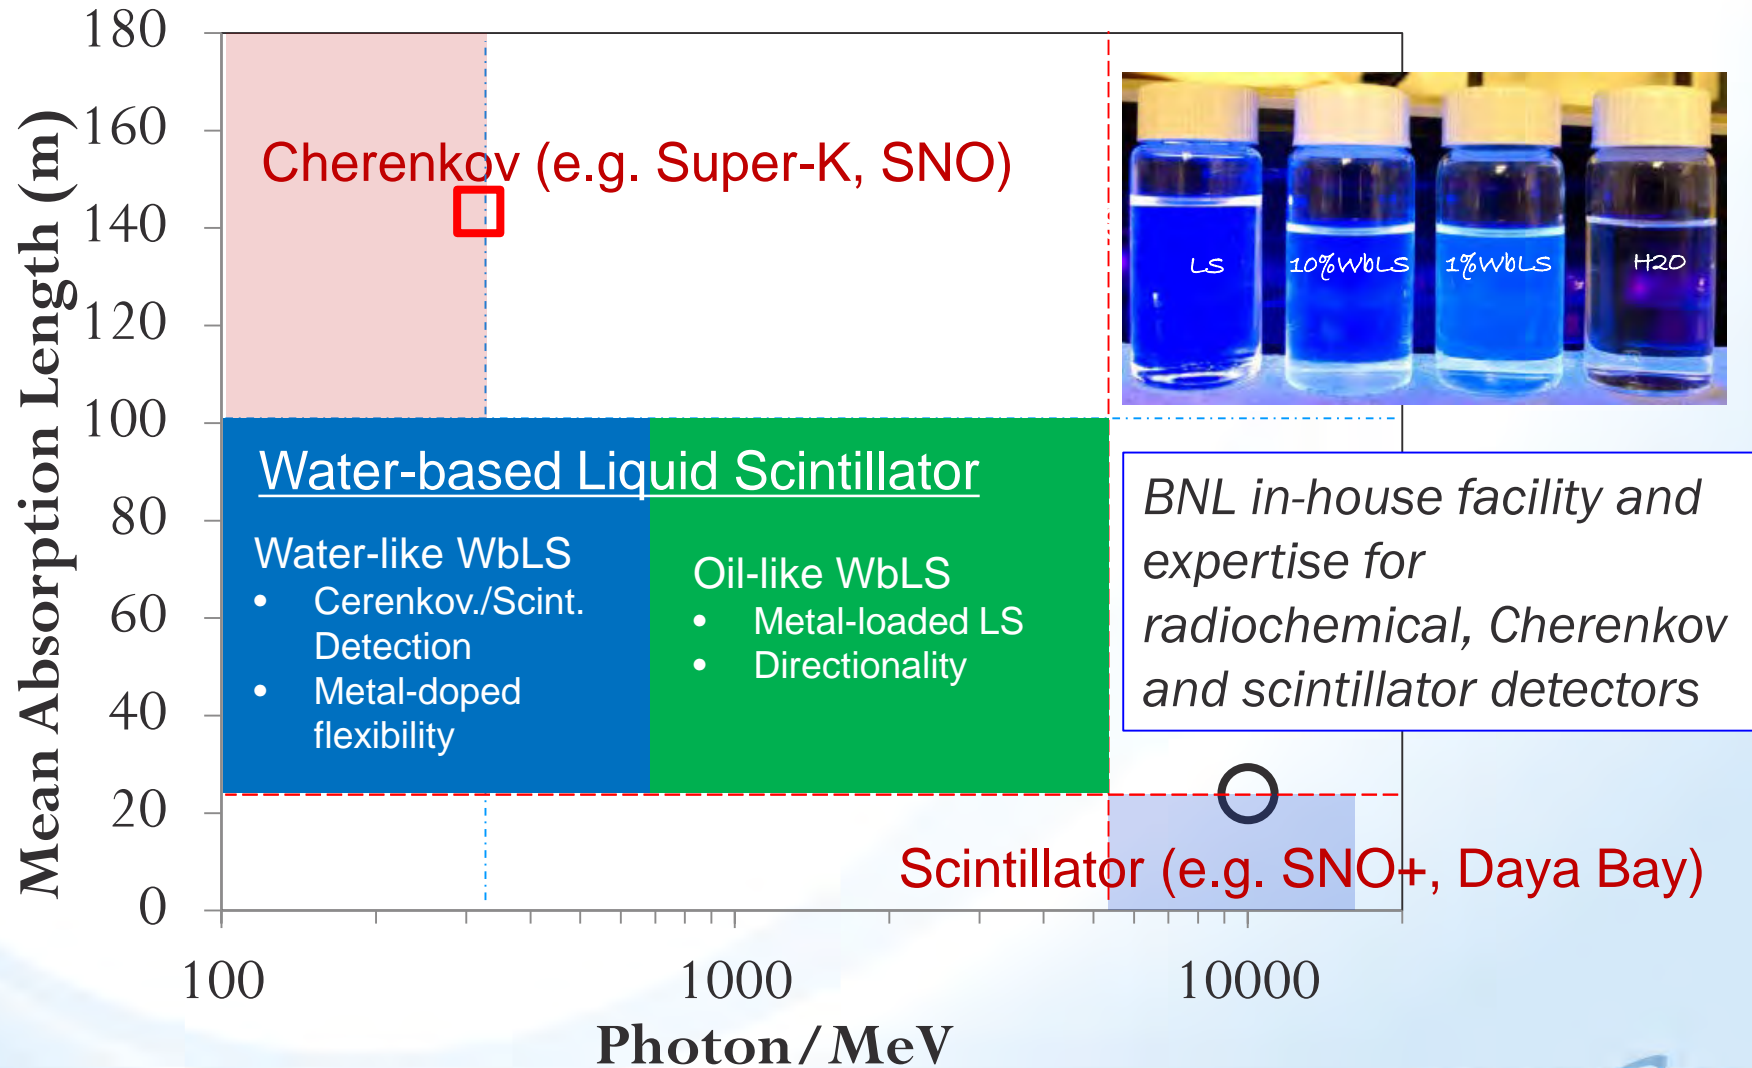 180
160
140
120
100
80
60
40
20
0
Mean Absorption Length (m)
100
1000
10000
Photon/MeV
Cherenkov (e.g. Super-K, SNO)
LS
10%WbLS
1%WbLS
H2O
Water-based Liquid Scintillator
Water-like WbLS
• Cerenkov./Scint.
Detection
• Metal-doped
flexibility
Oil-like WbLS
• Metal-loaded LS
• Directionality
BNL in-house facility and
expertise for
radiochemical, Cherenkov
and scintillator detectors
Scintillator (e.g. SNO+, Daya Bay)